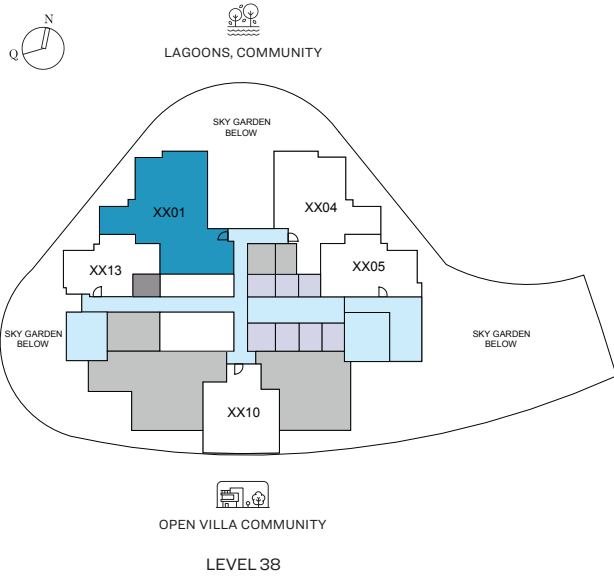 N
Q
LAGOONS, COMMUNITY
SKY GARDEN
BELOW
XX01
XX04
XX13
XX05
SKY GARDEN
BELOW
SKY GARDEN
BELOW
XX10
OPEN VILLA COMMUNITY
LEVEL 38